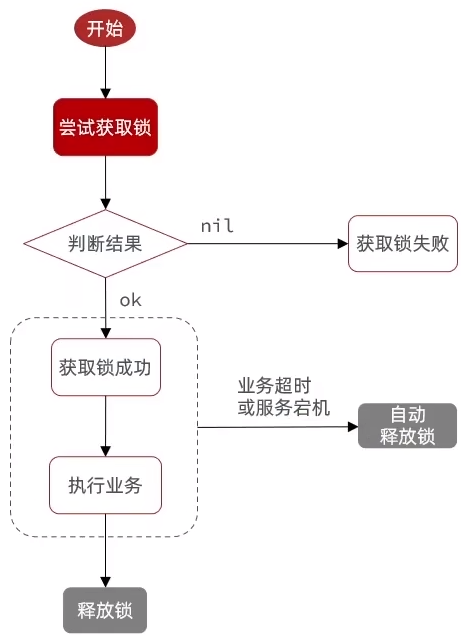 开始
尝试获取锁
判断结果
nil
获取锁失败
ok
获取锁成功
业务超时
或服务宕机
自动
释放锁
执行业务
释放锁